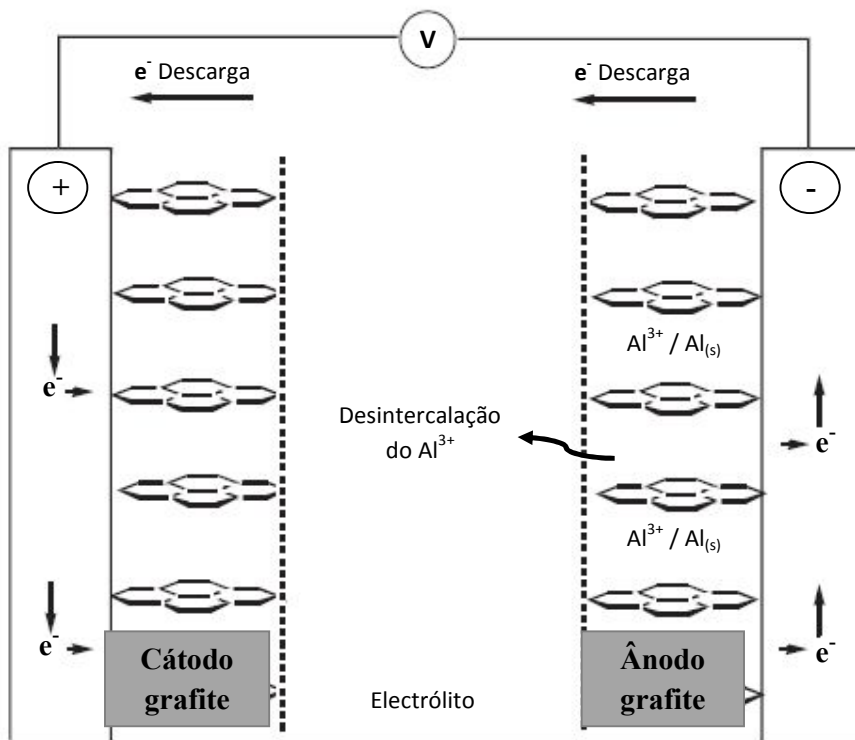 V
e⁻ Descarga
e⁻ Descarga
+
-
Al³⁺ / Al₍ₛ₎
e⁻
Desintercalação
do Al³⁺
e⁻
Al³⁺ / Al₍ₛ₎
e⁻
e⁻
Cátodo
grafite
Electrólito
Ânodo
grafite